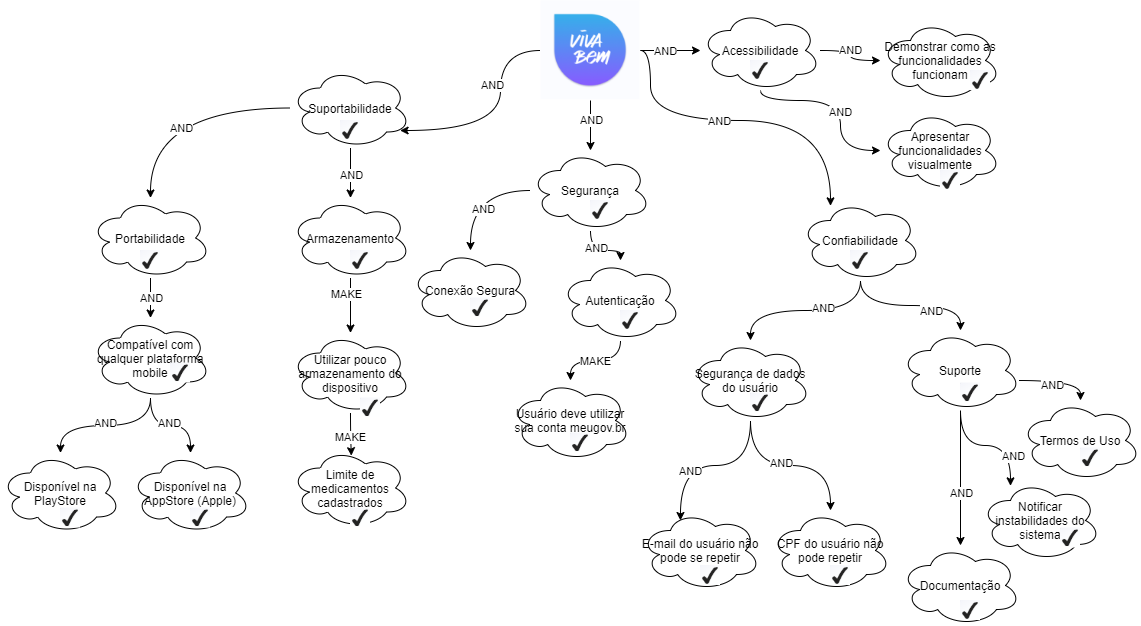 VIVA
BEM
AND
Acessibilidade
AND
Demonstrar como as
funcionalidades
funcionam
AND
Apresentar
funcionalidades
visualmente
AND
Suportabilidade
AND
Portabilidade
AND
Compatível com
qualquer plataforma
mobile
AND
Disponível na
PlayStore
AND
Disponível na
AppStore (Apple)
AND
Armazenamento
MAKE
Utilizar pouco
armazenamento do
dispositivo
MAKE
Limite de
medicamentos
cadastrados
AND
Segurança
AND
Conexão Segura
AND
Autenticação
MAKE
Usuário deve utilizar
sua conta meugov.br
AND
Confiabilidade
AND
Segurança de dados
do usuário
AND
E-mail do usuário não
pode se repetir
AND
CPF do usuário não
pode repetir
AND
Suporte
AND
Termos de Uso
AND
Notificar
instabilidades do
sistema
AND
Documentação